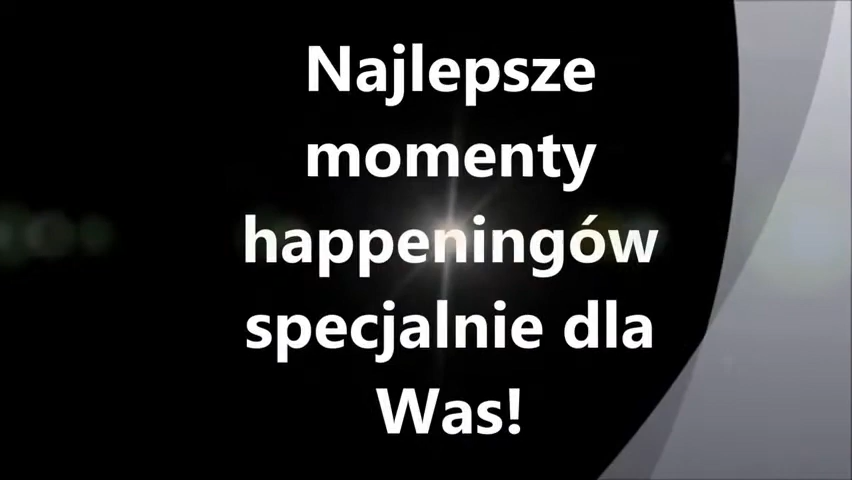 Najlepsze
momenty
happeningów
specjalnie dla
Was!